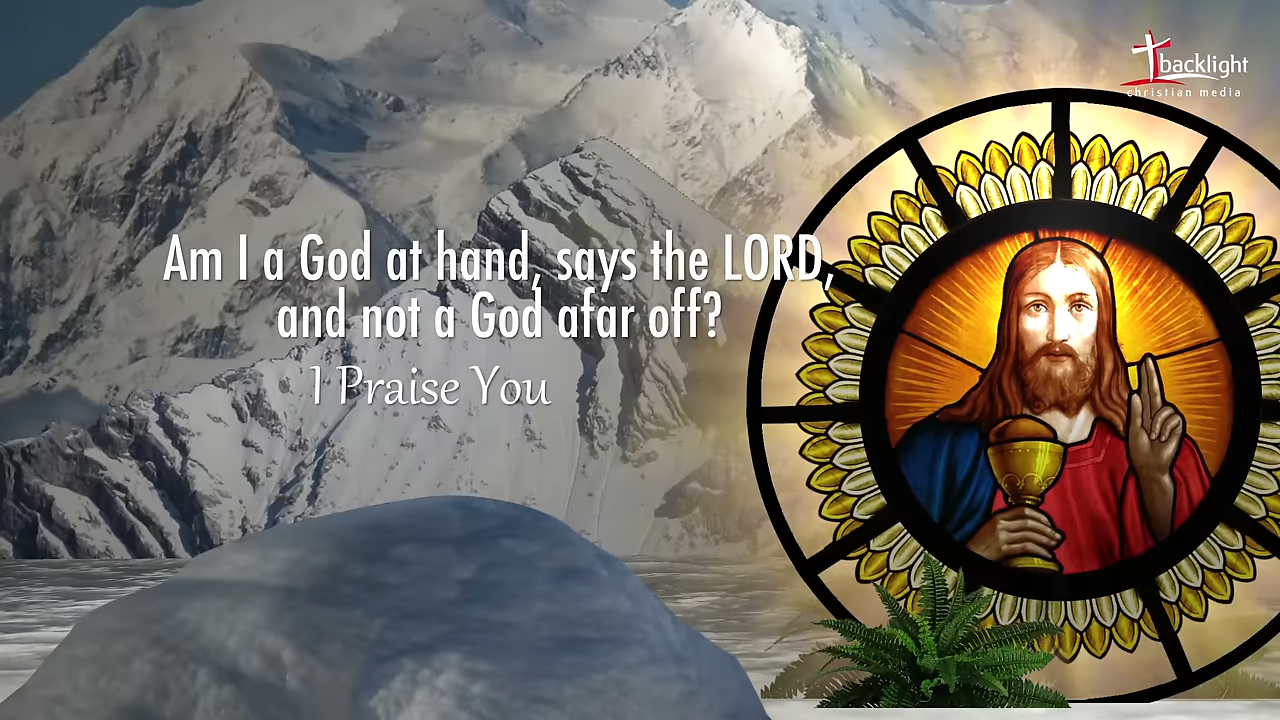 backlight
christian media
Am I a God at hand, says the LORD,
and not a God afar off?
I Praise You